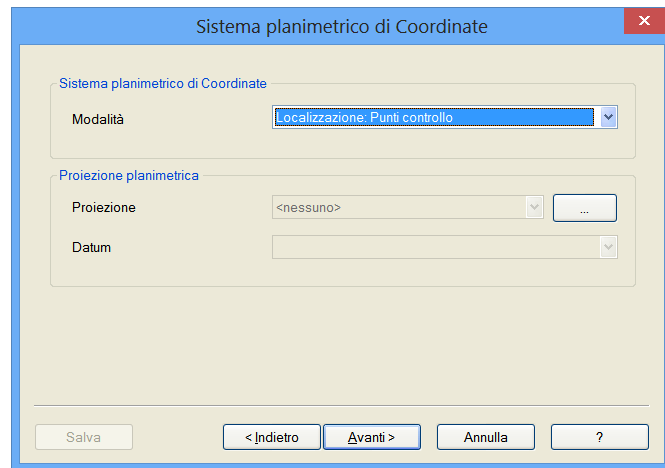 Sistema planimetrico di Coordinate
Sistema planimetrico di Coordinate
Modalità
Localizzazione: Punti controllo
Proiezione planimetrica
Proiezione
<nessuno>
...
Datum
Salva
< Indietro
Avanti >
Annulla
?